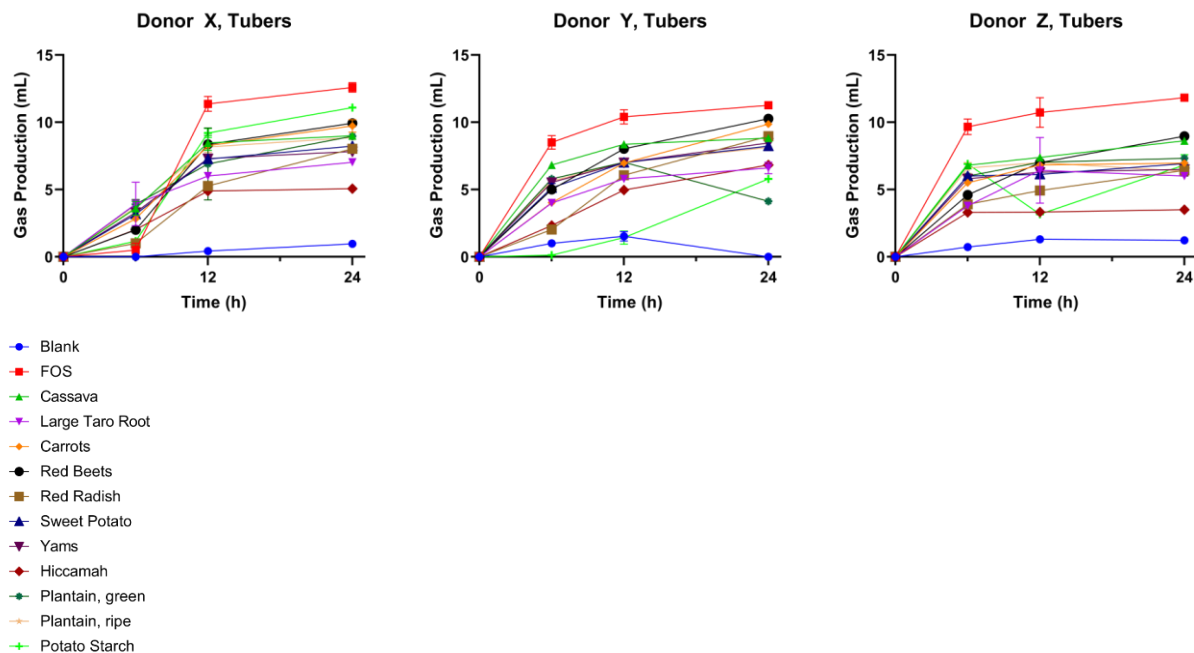 Donor X, Tubers
Gas Production (mL)
15
10
5
0
0
12
24
Time (h)
Donor Y, Tubers
Gas Production (mL)
15
10
5
0
0
12
24
Time (h)
Donor Z, Tubers
Gas Production (mL)
15
10
5
0
0
12
24
Time (h)
Blank
FOS
Cassava
Large Taro Root
Carrots
Red Beets
Red Radish
Sweet Potato
Yams
Hiccamah
Plantain, green
Plantain, ripe
Potato Starch